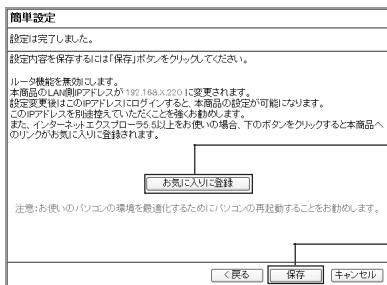 簡単設定
設定は完了しました。
設定内容を保存するには「保存」ボタンをクリックしてください。
ルータ機能を無効にします。
本商品のLAN側IPアドレスが 192.168.X.220 に変更されます。
設定変更後はこのIPアドレスにログインすると、本商品の設定が可能になります。
このIPアドレスを別途控えていただくことを強くお勧めします。
また、インターネットエクスプローラ5.5以上をお使いの場合、下のボタンをクリックすると本商品へ
のリンクがお気に入りに登録されます。
お気に入りに登録
注意:お使いのパソコンの環境を最適化するためにパソコンの再起動することをお勧めします。
<戻る 保存 キャンセル